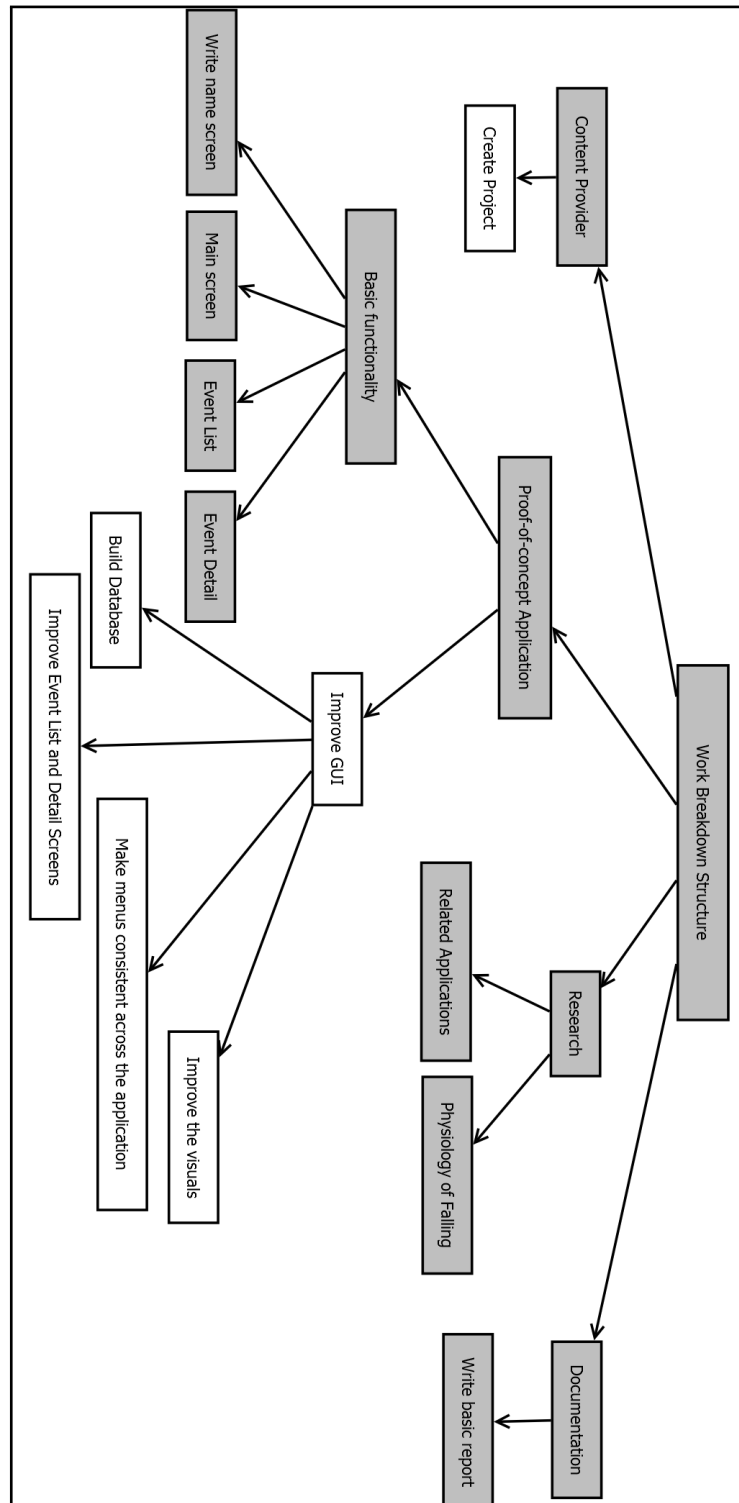 Work Breakdown Structure
Content Provider
Proof-of-concept Application
Research
Documentation
Create Project
Basic functionality
Improve GUI
Related Applications
Physiology of Falling
Write basic report
Write name screen
Main screen
Event List
Event Detail
Build Database
Improve Event List and Detail Screens
Make menus consistent across the application
Improve the visuals